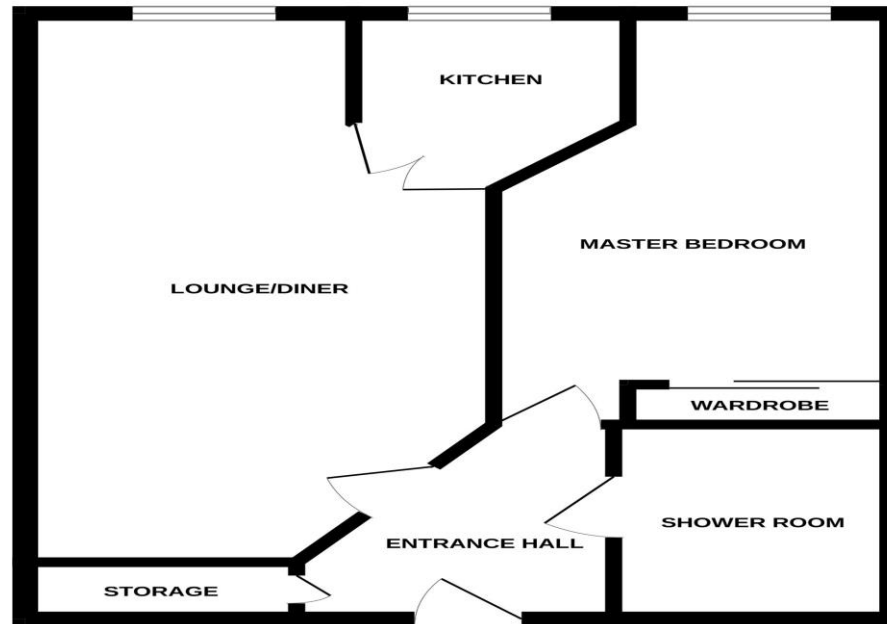 KITCHEN
MASTER BEDROOM
LOUNGE/DINER
WARDROBE
SHOWER ROOM
ENTRANCE HALL
STORAGE